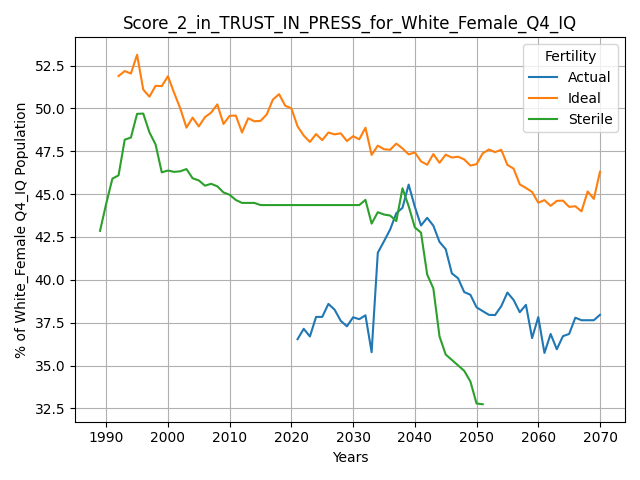 Score_2_in_TRUST_IN_PRESS_for_White_Female_Q4_IQ
Fertility
Actual
Ideal
Sterile
% of White_Female Q4_IQ Population
52.5
50.0
47.5
45.0
42.5
40.0
37.5
35.0
32.5
1990 2000 2010 2020 2030 2040 2050 2060 2070
Years